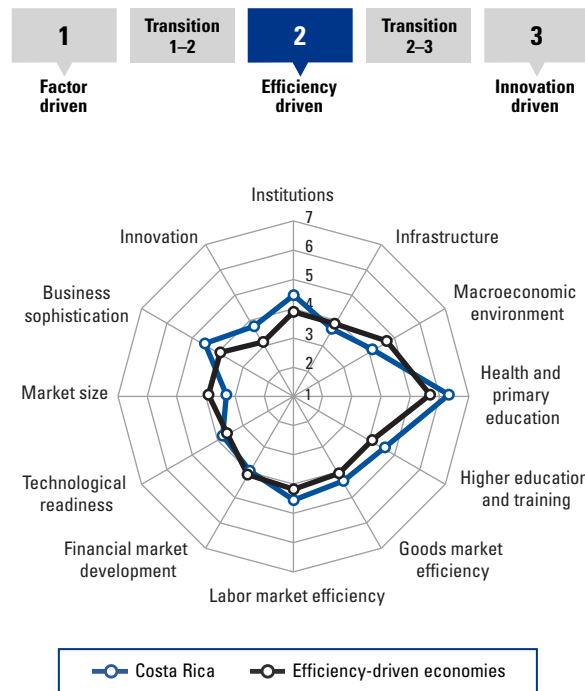 1
Transition
1–2
2
Transition
2–3
3
Factor
driven
Efficiency
driven
Innovation
driven
Institutions
7
6
5
4
3
2
1
Infrastructure
Macroeconomic
environment
Health and
primary
education
Higher education
and training
Goods market
efficiency
Labor market efficiency
Financial market
development
Technological
readiness
Market size
Business
sophistication
Innovation
Costa Rica
Efficiency-driven economies